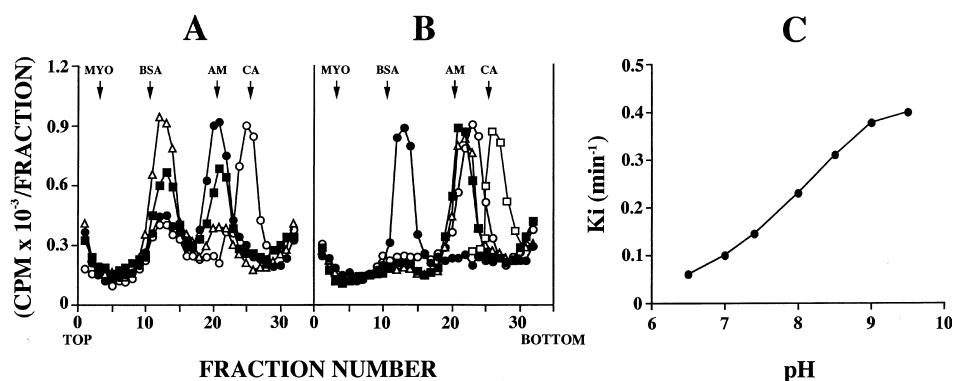 A
B
C
(CPM x 10⁻³/FRACTION)
1.2
0.9
0.6
0.3
0
MYO
BSA
AM
CA
MYO
BSA
AM
CA
0
10
20
30
0
10
20
30
TOP
BOTTOM
FRACTION NUMBER
Ki (min⁻¹)
0.5
0.4
0.3
0.2
0.1
0
6
7
8
9
10
pH